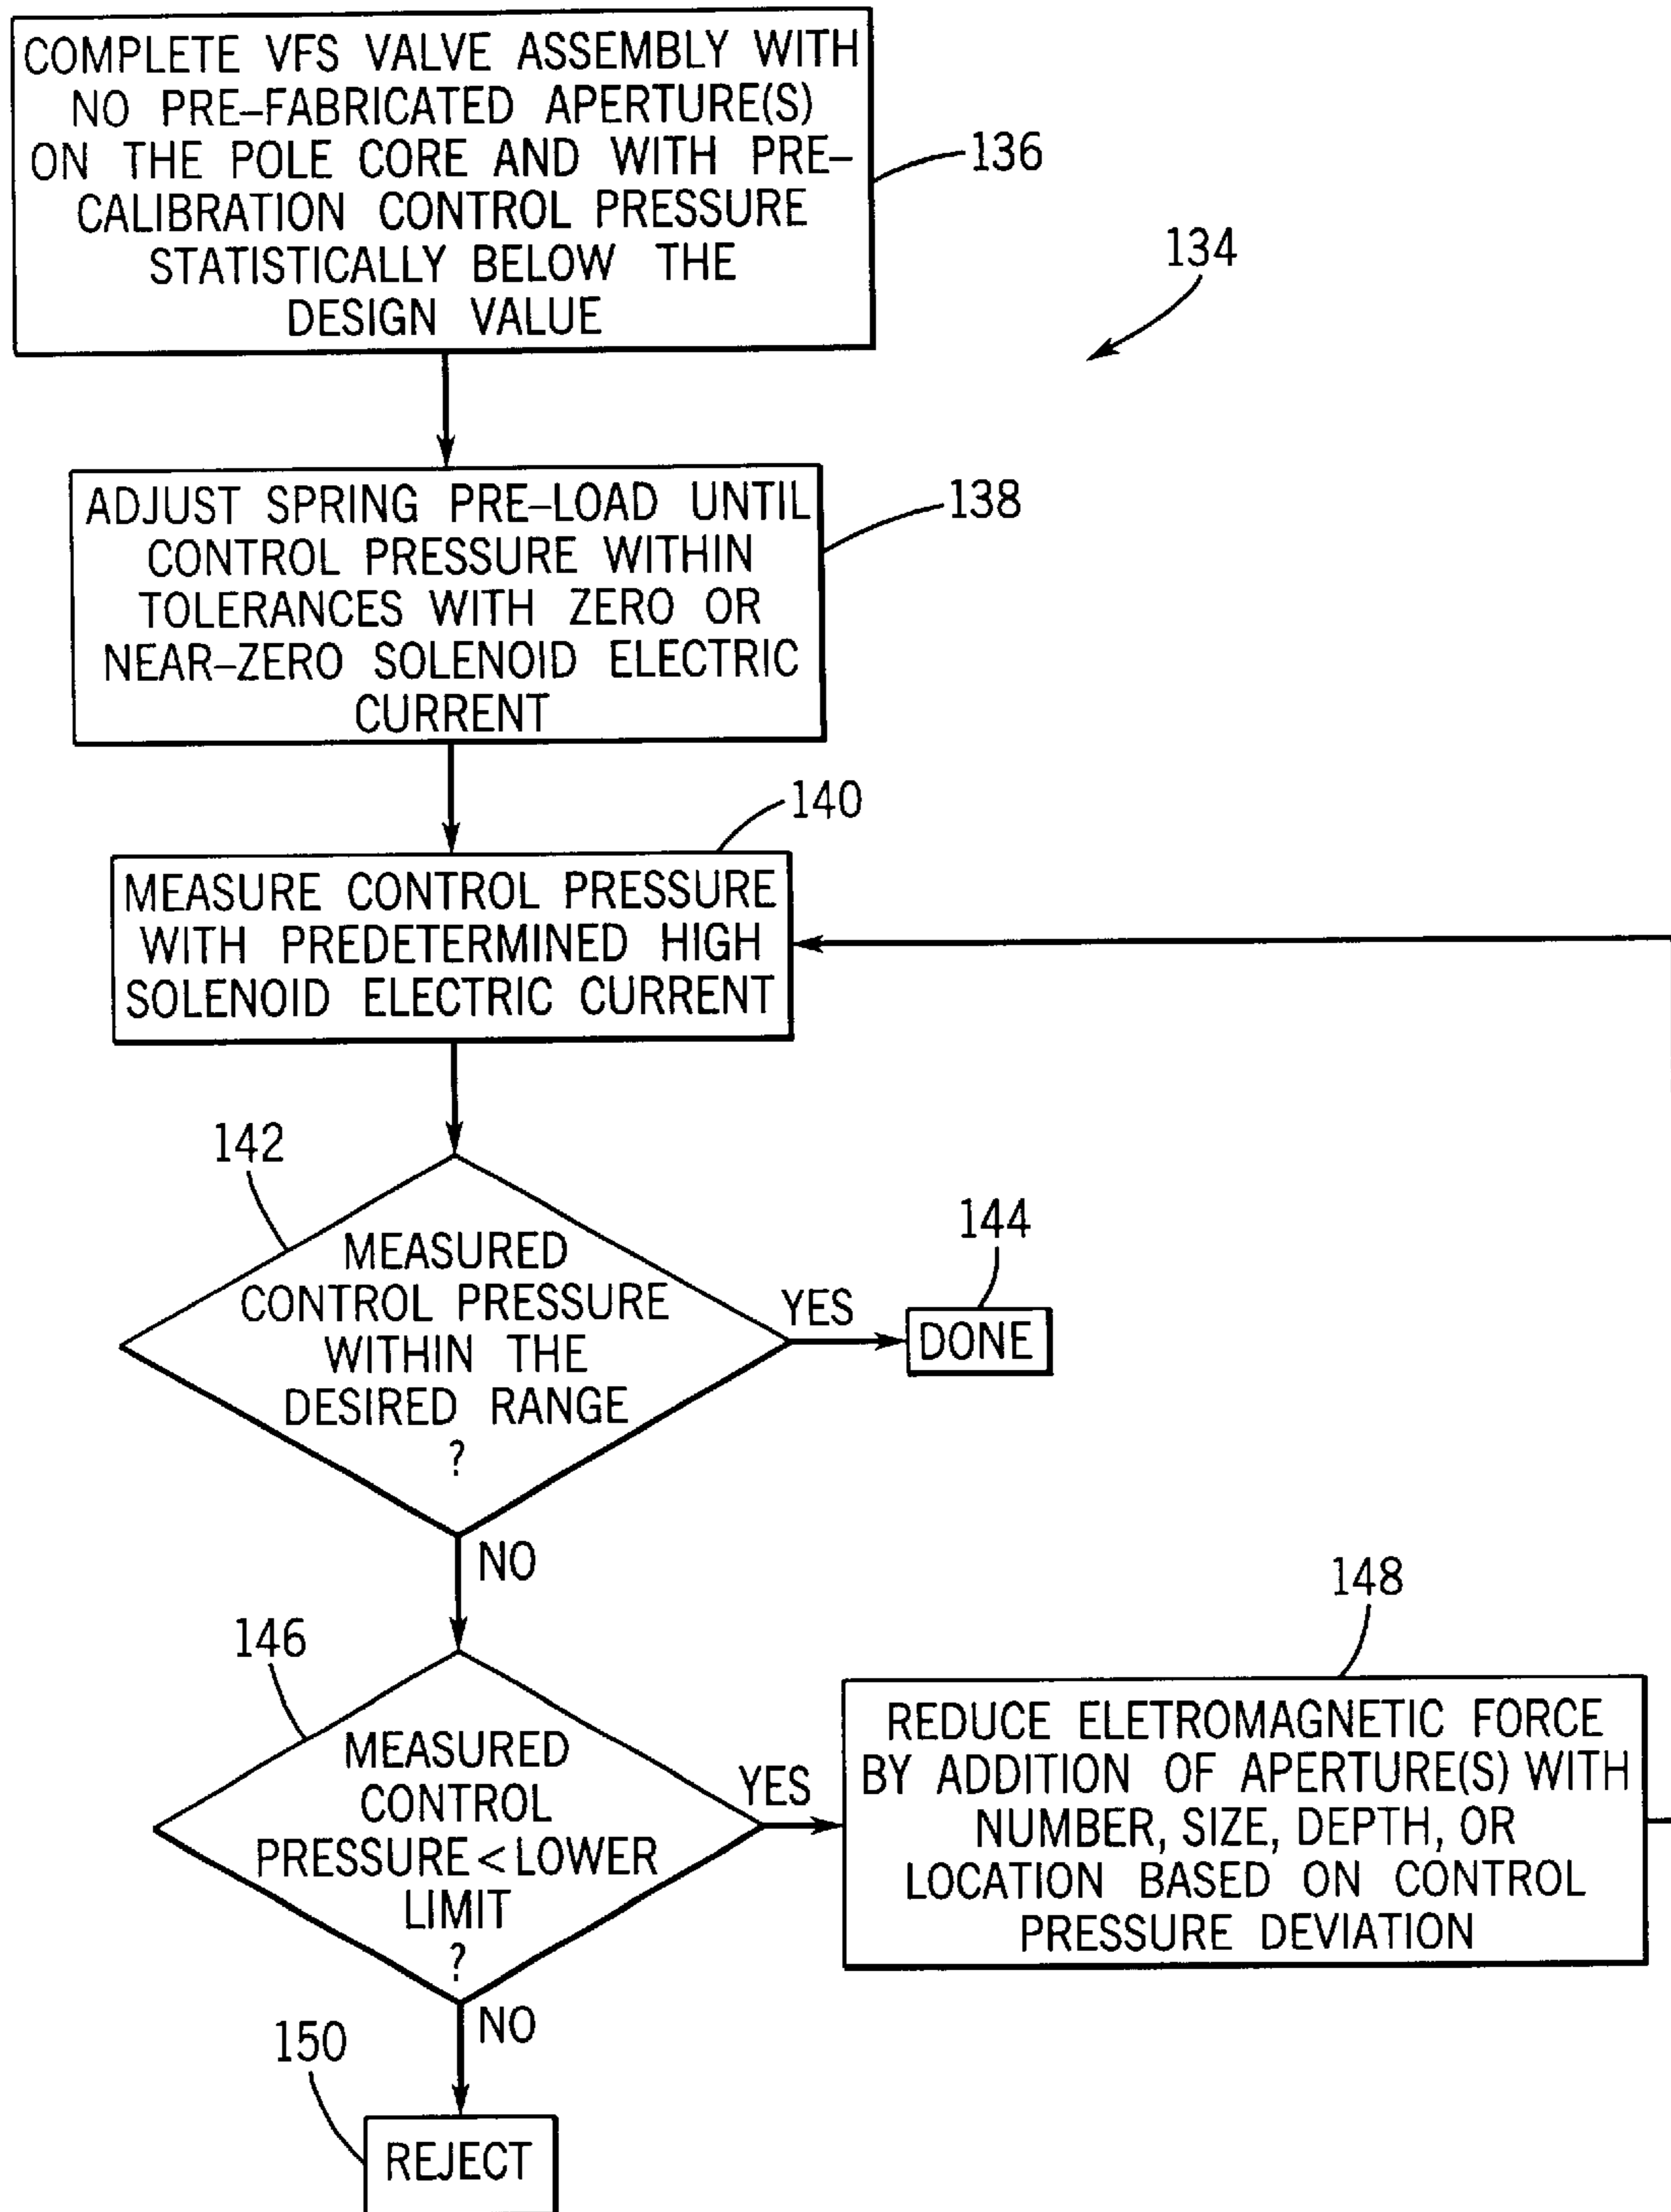 COMPLETE VFS VALVE ASSEMBLY WITH
NO PRE-FABRICATED APERTURE(S)
ON THE POLE CORE AND WITH PRE-
CALIBRATION CONTROL PRESSURE
STATISTICALLY BELOW THE
DESIGN VALUE
136
134
ADJUST SPRING PRE-LOAD UNTIL
CONTROL PRESSURE WITHIN
TOLERANCES WITH ZERO OR
NEAR-ZERO SOLENOID ELECTRIC
CURRENT
138
140
MEASURE CONTROL PRESSURE
WITH PREDETERMINED HIGH
SOLENOID ELECTRIC CURRENT
142
MEASURED
CONTROL PRESSURE
WITHIN THE
DESIRED RANGE
?
YES
144
DONE
NO
146
MEASURED
CONTROL
PRESSURE < LOWER
LIMIT
?
YES
148
REDUCE ELETROMAGNETIC FORCE
BY ADDITION OF APERTURE(S) WITH
NUMBER, SIZE, DEPTH, OR
LOCATION BASED ON CONTROL
PRESSURE DEVIATION
NO
150
REJECT